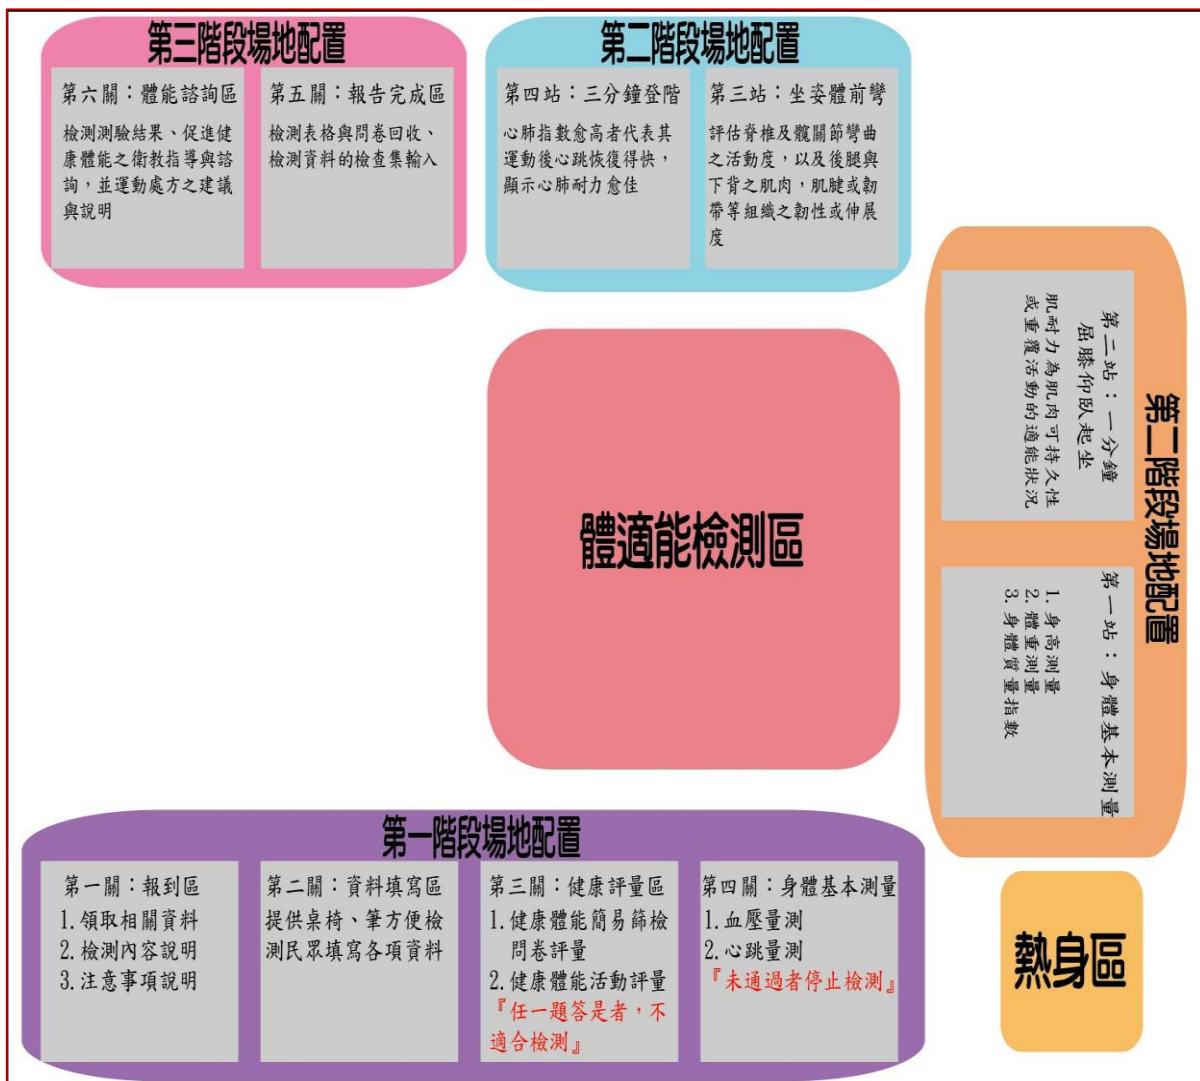 第三階段場地配置
第六關：體能諮詢區
檢測測驗結果、促進健
康體能之衛教指導與諮
詢，並運動處方之建議
與說明
第五關：報告完成區
檢測表格與問卷回收、
檢測資料的檢查集輸入
第二階段場地配置
第四站：三分鐘登階
心肺指數愈高者代表其
運動後心跳恢復得快，
顯示心肺耐力愈佳
第三站：坐姿體前彎
評估脊椎及髖關節彎曲
之活動度，以及後腿與
下背之肌肉，肌腱或韌
帶等組織之韌性或伸展
度
第二階段場地配置
第二站：一分鐘
屈膝仰臥起坐
肌耐力為肌肉可持久性
或重覆活動的適能狀況
第一站：身體基本測量
1.身高測量
2.體重測量
3.身體質量指數
體適能檢測區
第一階段場地配置
第一關：報到區
1.領取相關資料
2.檢測內容說明
3.注意事項說明
第二關：資料填寫區
提供桌椅、筆方便檢
測民眾填寫各項資料
第三關：健康評量區
1.健康體能簡易篩檢
問卷評量
2.健康體能活動評量
『任一題答是者，不
適合檢測』
第四關：身體基本測量
1.血壓量測
2.心跳量測
『未通過者停止檢測』
熱身區